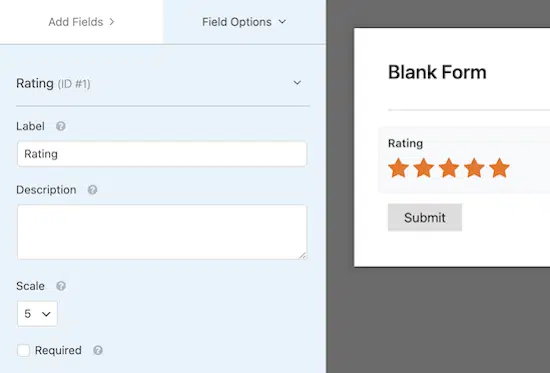 Add Fields
Field Options
Rating (ID #1)
Label
Rating
Description
Scale
5
Required
Blank Form
Rating
Submit